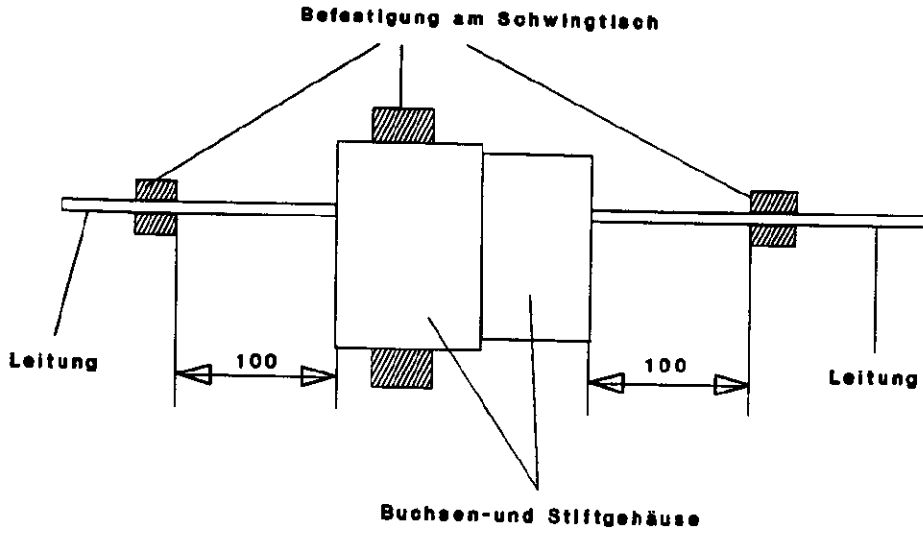 Befestigung am Schwingtisch
Leitung
100
100
Leitung
Buchsen-und Stiftgehäuse